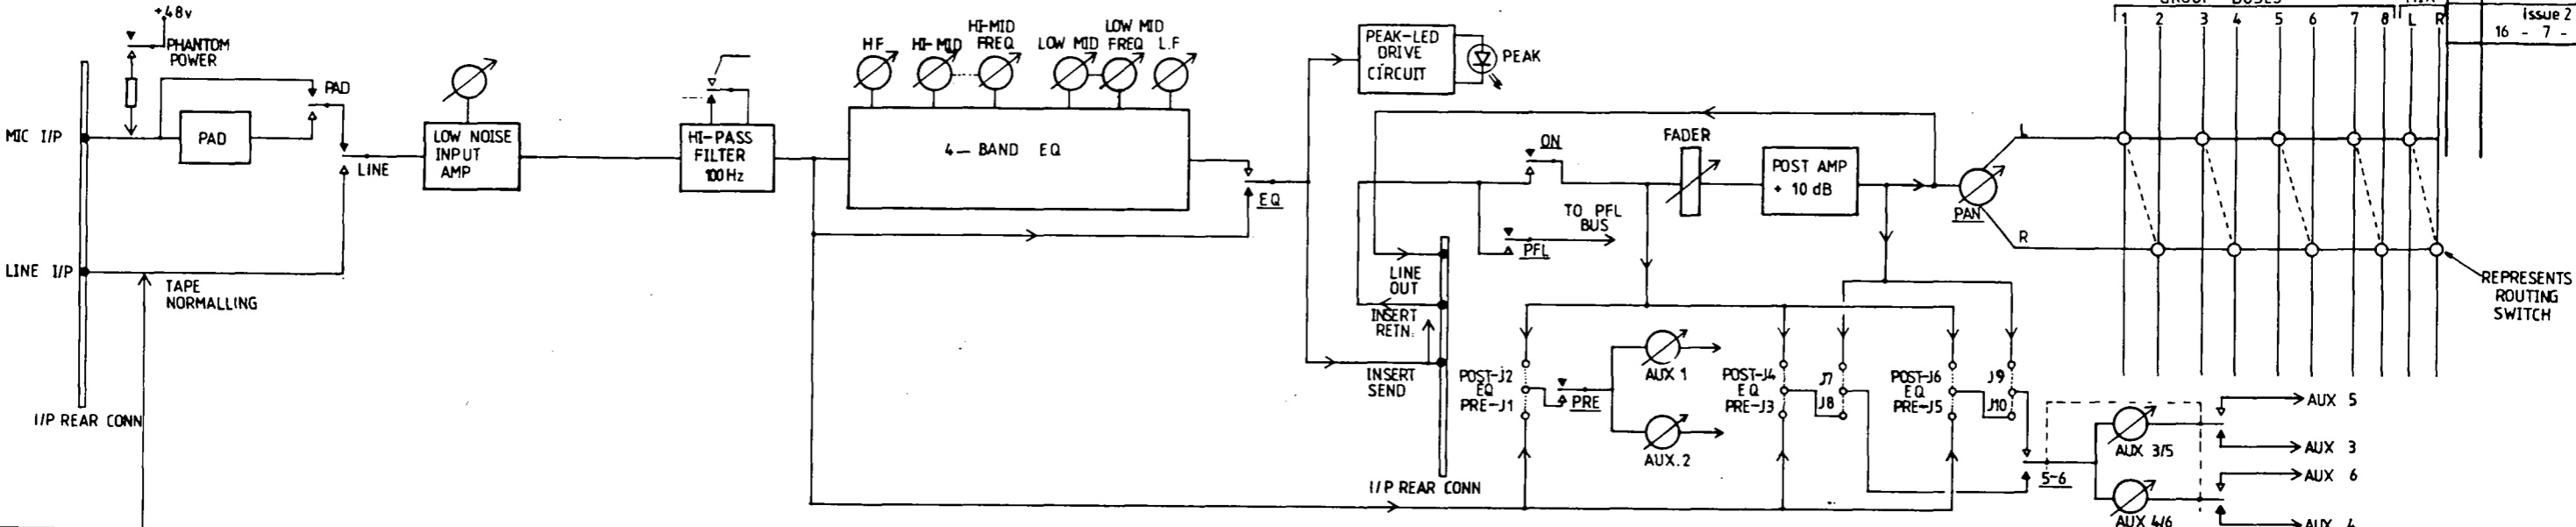 +48v
PHANTOM
POWER
PAD
MIC I/P
PAD
LINE
LINE I/P
TAPE
NORMALLING
I/P REAR CONN
LOW NOISE
INPUT
AMP
HI-PASS
FILTER
100Hz
HF
HI-MID
HI-MID
FREQ
LOW MID
LOW MID
FREQ
L.F
4-BAND EQ
EQ
PEAK-LED
DRIVE
CIRCUIT
PEAK
ON
FADER
POST AMP
+ 10 dB
TO PFL
BUS
PFL
LINE
OUT
INSERT
RETN.
INSERT
SEND
I/P REAR CONN
POST-J2
EQ
PRE-J1
PRE
AUX 1
AUX.2
POST-J4
EQ
PRE-J3
J7
J8
POST-J6
EQ
PRE-J5
J9
J10
5-6
AUX 3/5
AUX 4/6
AUX 5
AUX 3
AUX 6
AUX 4
PAN
L
R
GROUP BUSES
MIX
1 2 3 4 5 6 7 8 L R
REPRESENTS
ROUTING
SWITCH
Issue 2
16 - 7 -